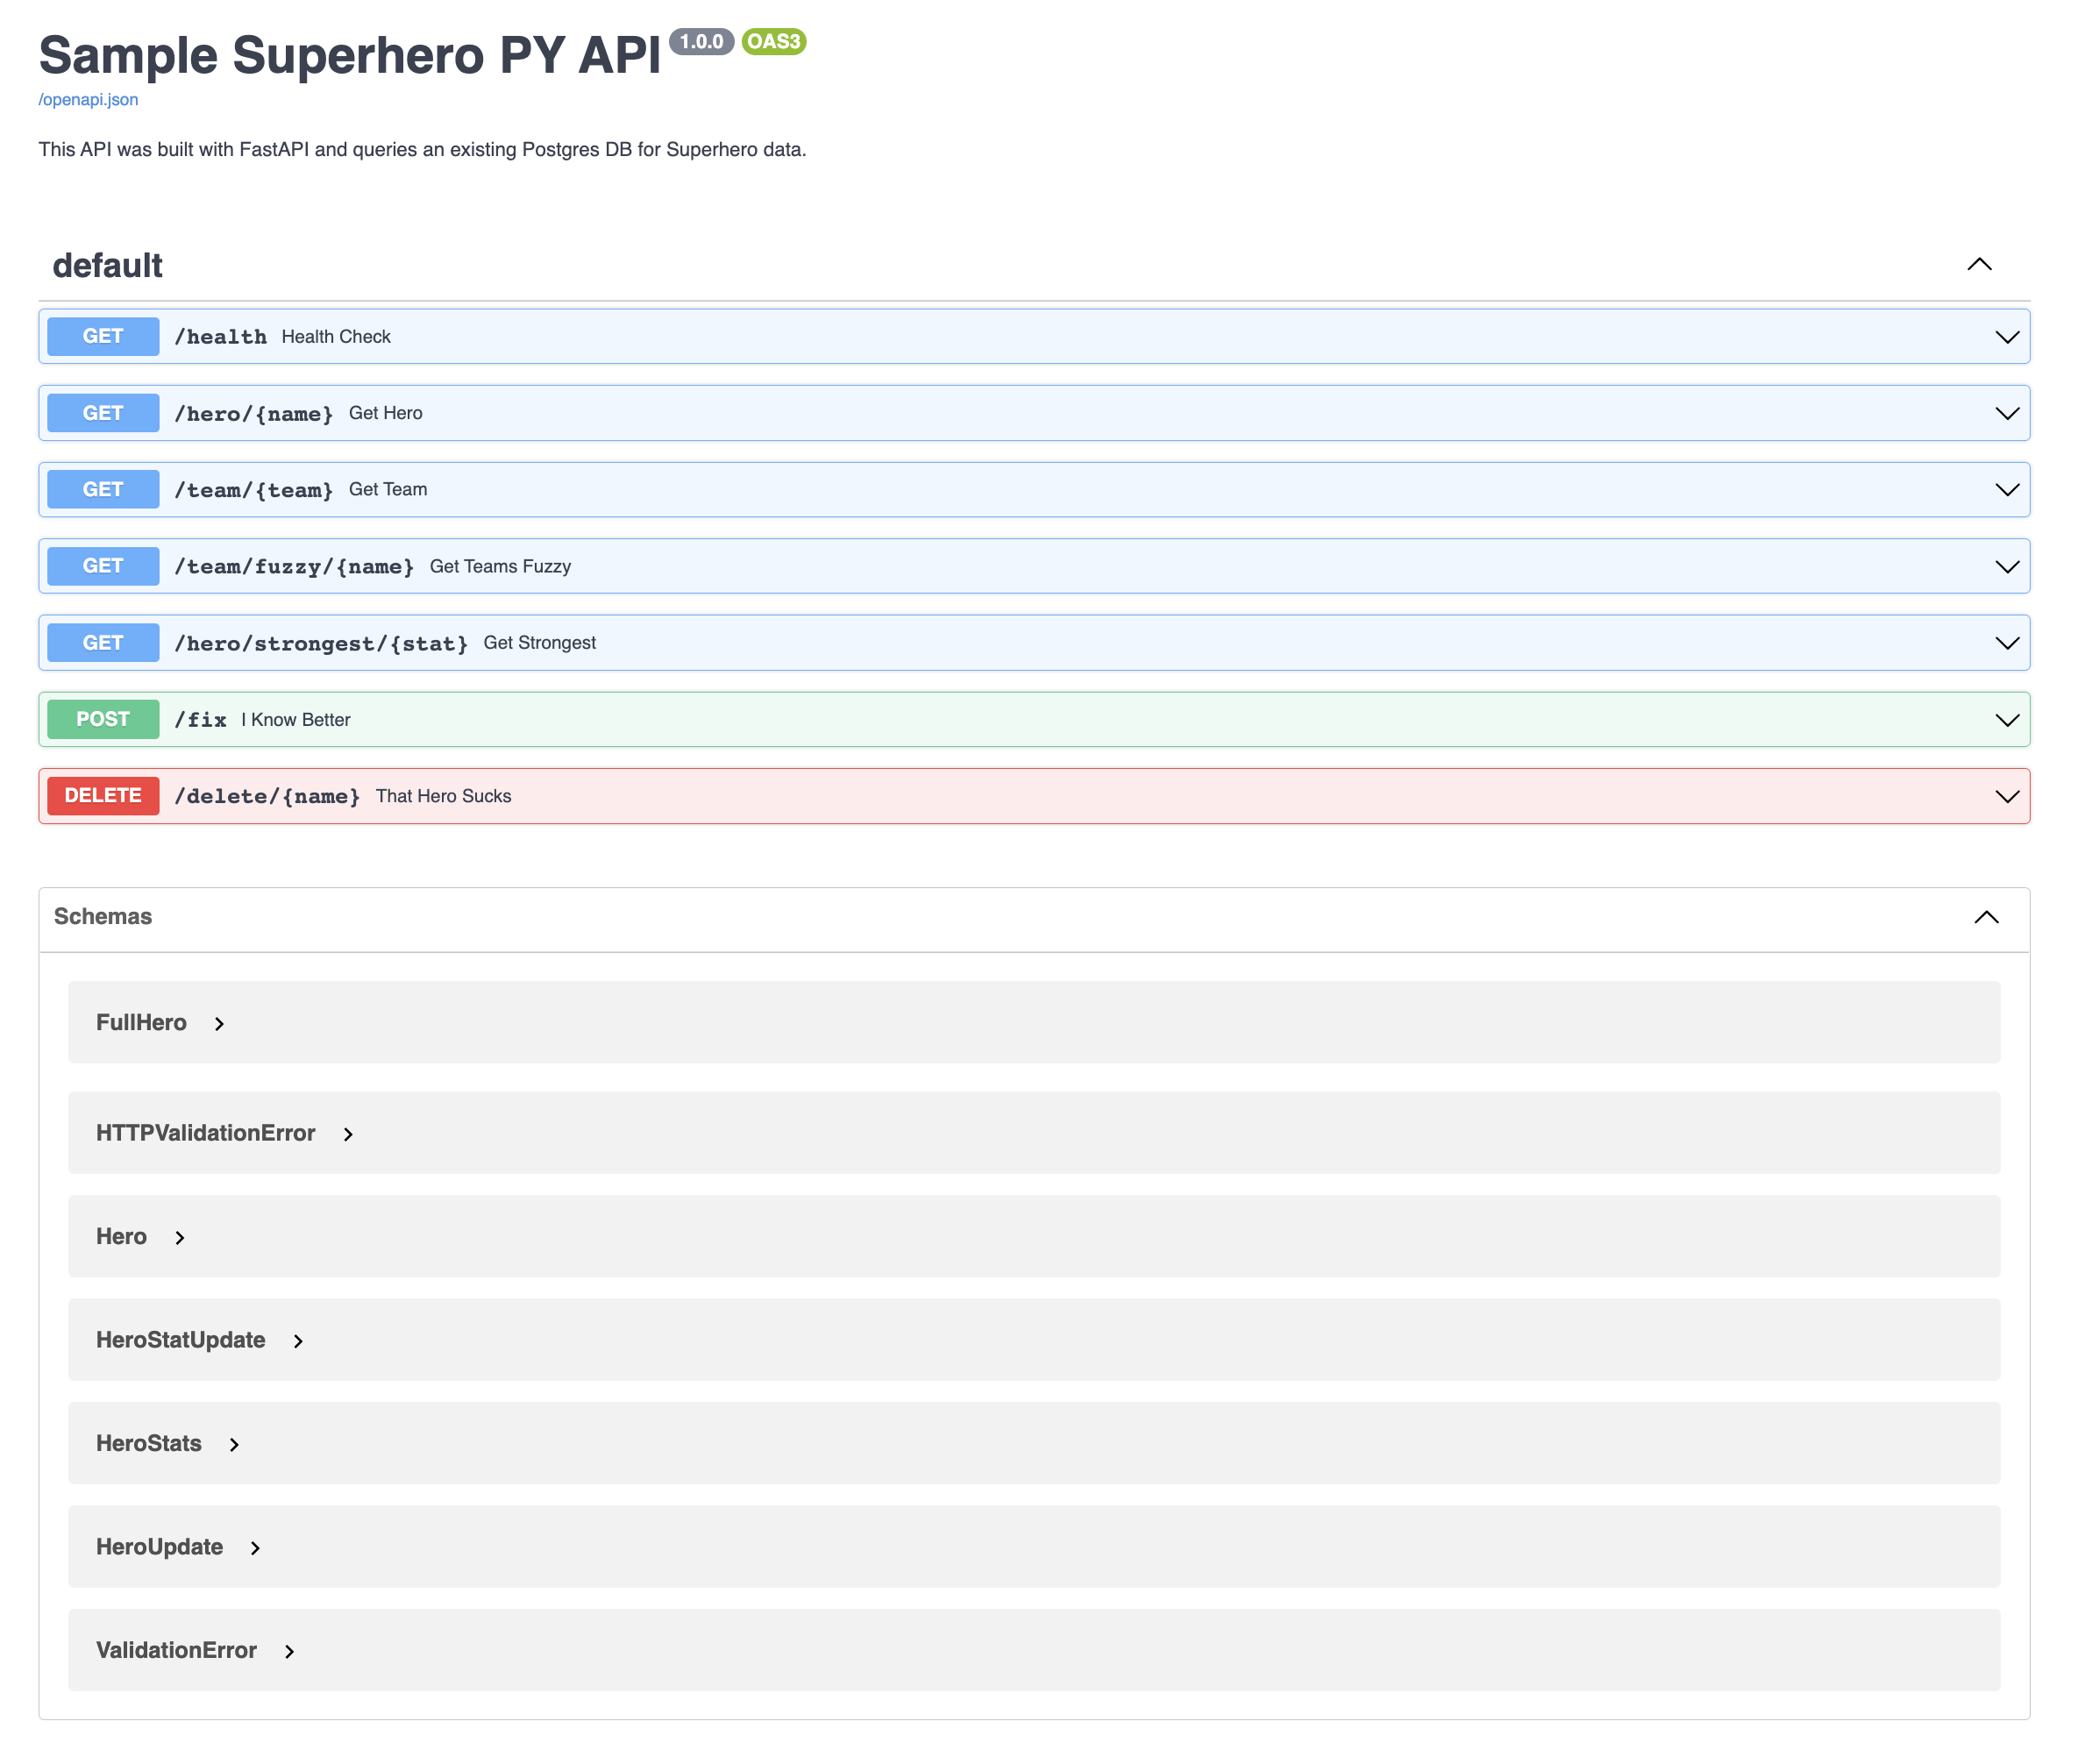 Sample Superhero PY API 1.0.0 OAS3
/openapi.json
This API was built with FastAPI and queries an existing Postgres DB for Superhero data.
default
GET /health Health Check
GET /hero/{name} Get Hero
GET /team/{team} Get Team
GET /team/fuzzy/{name} Get Teams Fuzzy
GET /hero/strongest/{stat} Get Strongest
POST /fix I Know Better
DELETE /delete/{name} That Hero Sucks
Schemas
FullHero
HTTPValidationError
Hero
HeroStatUpdate
HeroStats
HeroUpdate
ValidationError